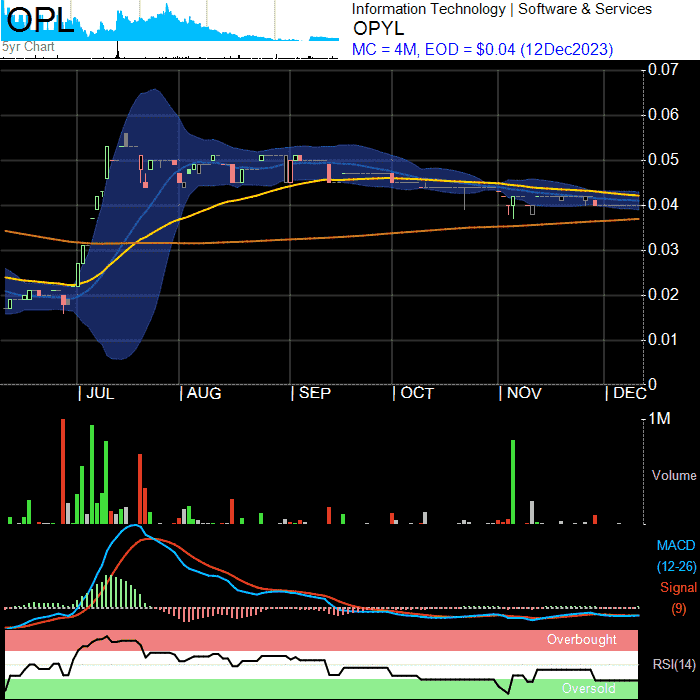 OPL
5yr Chart
Information Technology | Software & Services
OPYL
MC = 4M, EOD = $0.04 (12Dec2023)
0.07
0.06
0.05
0.04
0.03
0.02
0.01
0
| JUL | AUG | SEP | OCT | NOV | DEC
1M
Volume
MACD
(12-26)
Signal
(9)
Overbought
RSI(14)
Oversold